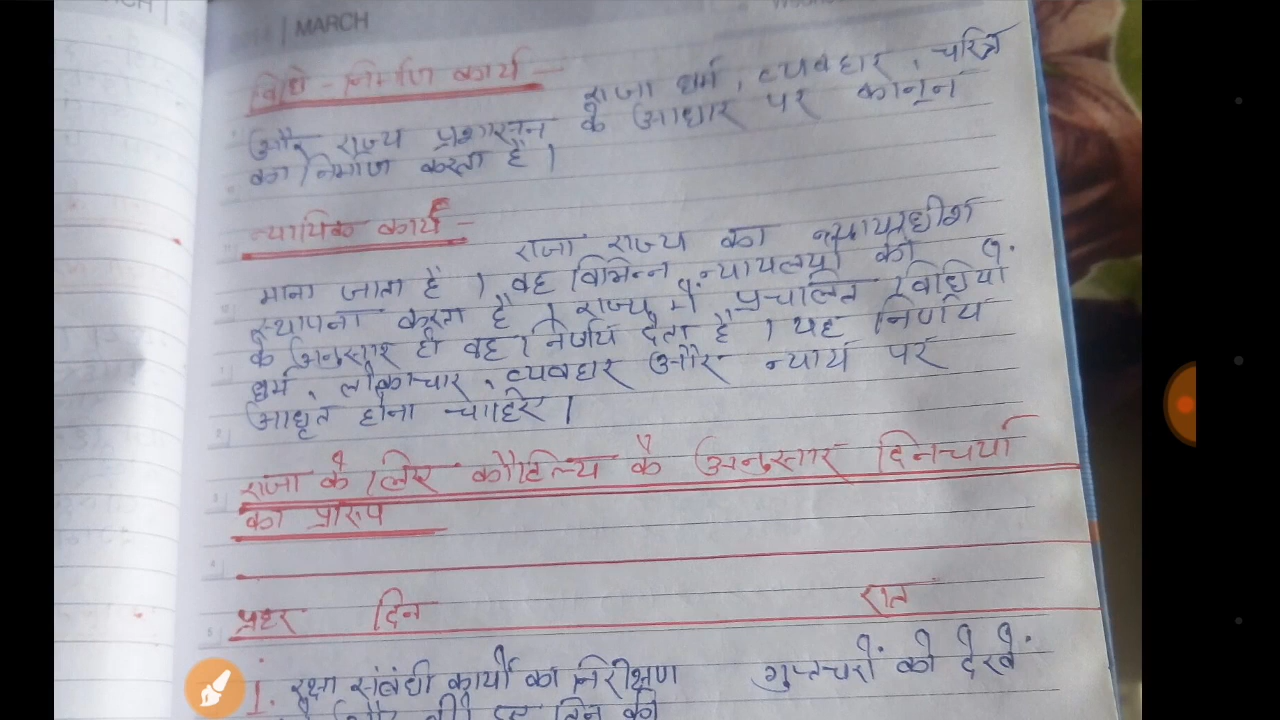 MARCH
विधि - निर्माण कार्य -
राजा धर्म, व्यवहार, चरित्र
और राज्य प्रशासन के आधार पर कानून
का निर्माण करता है।
न्यायिक कार्य -
राजा राज्य का न्यायाधीश
माना जाता है। वह विभिन्न न्यायलयों की
स्थापना करता है। राज्य में प्रचलित विधियों
के अनुसार ही वह निर्णय देता है। यह निर्णय
धर्म, लोकाचार, व्यवहार और न्याय पर
आधृत होना चाहिए।
राजा के लिए कौटिल्य के अनुसार दिनचर्या
का प्रारुप
प्रहर दिन रात
1. रक्षा संबंधी कार्यों का निरीक्षण गुप्तचरों को देखे